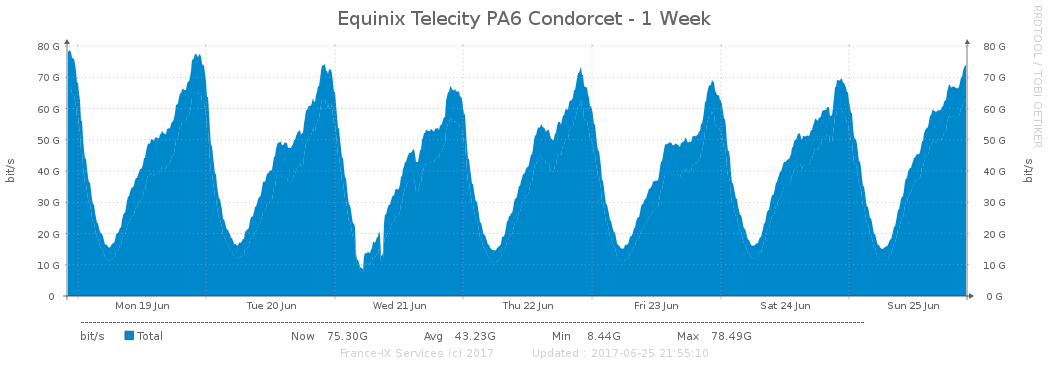 Equinix Telecity PA6 Condorcet - 1 Week
RRDTOOL / TOBI OETIKER
bit/s
80 G
70 G
60 G
50 G
40 G
30 G
20 G
10 G
0
80 G
70 G
60 G
50 G
40 G
30 G
20 G
10 G
0 G
bit/s
Mon 19 Jun Tue 20 Jun Wed 21 Jun Thu 22 Jun Fri 23 Jun Sat 24 Jun Sun 25 Jun
bit/s Total Now 75.30G Avg 43.23G Min 8.44G Max 78.49G
France-IX Services (c) 2017 Updated : 2017-06-25 21:55:10